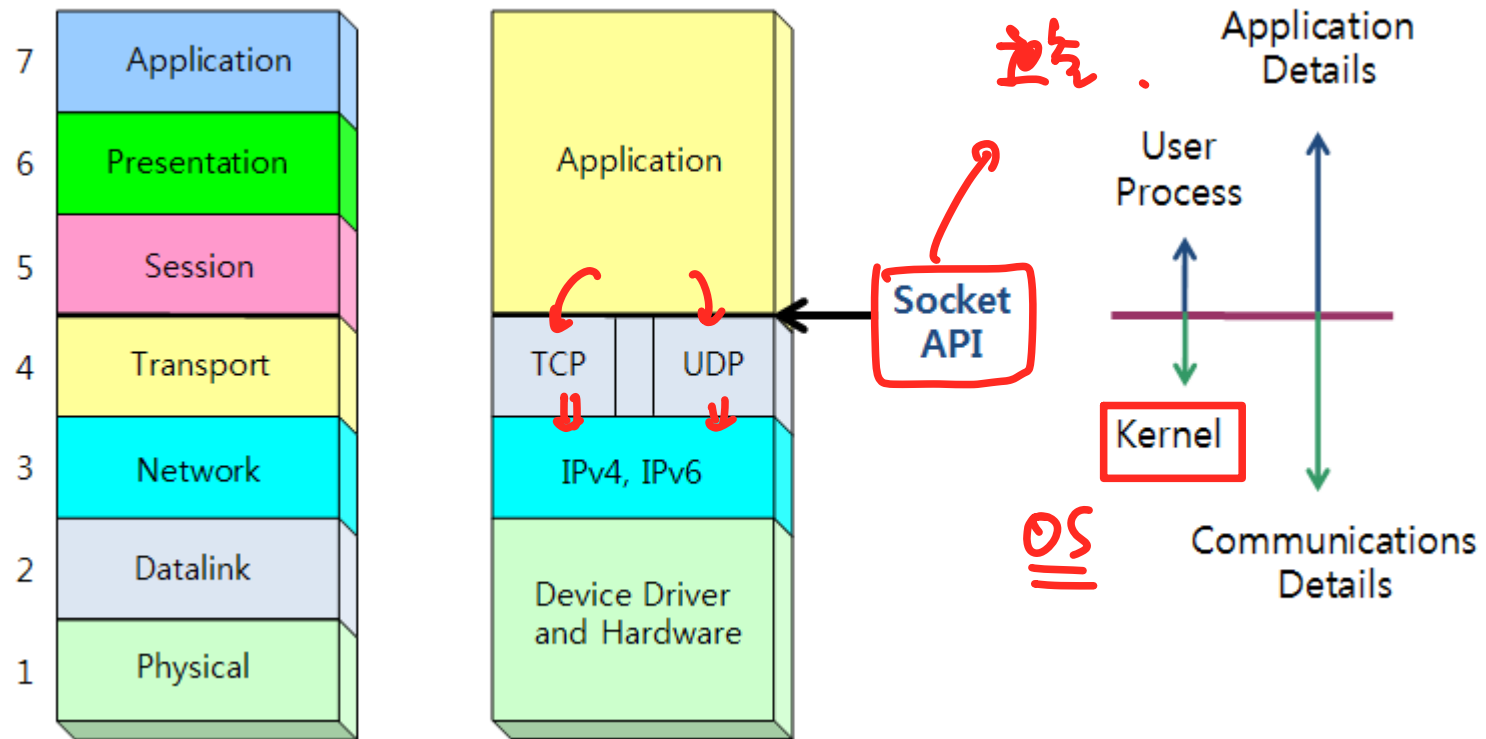 7
Application
6
Presentation
5
Session
4
Transport
3
Network
2
Datalink
1
Physical
Application
TCP
UDP
IPv4, IPv6
Device Driver
and Hardware
Socket
API
Application
Details
User
Process
Kernel
OS
Communications
Details